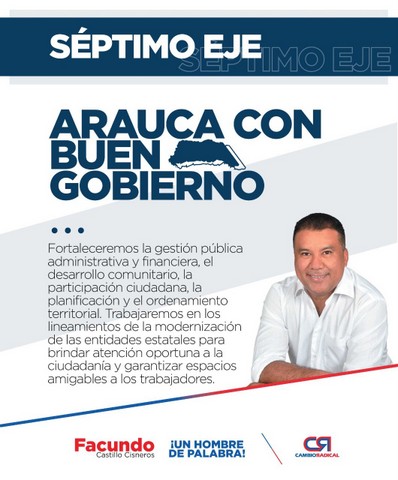 SÉPTIMO EJE
SÉPTIMO EJE
ARAUCA CON
BUEN
GOBIERNO
Fortaleceremos la gestión pública
administrativa y financiera, el
desarrollo comunitario, la
participación ciudadana, la
planificación y el ordenamiento
territorial. Trabajaremos en los
lineamientos de la modernización
de las entidades estatales para
brindar atención oportuna a la
ciudadanía y garantizar espacios
amigables a los trabajadores.
Facundo
Castillo Cisneros
¡UN HOMBRE
DE PALABRA!
CR
CAMBIO RADICAL